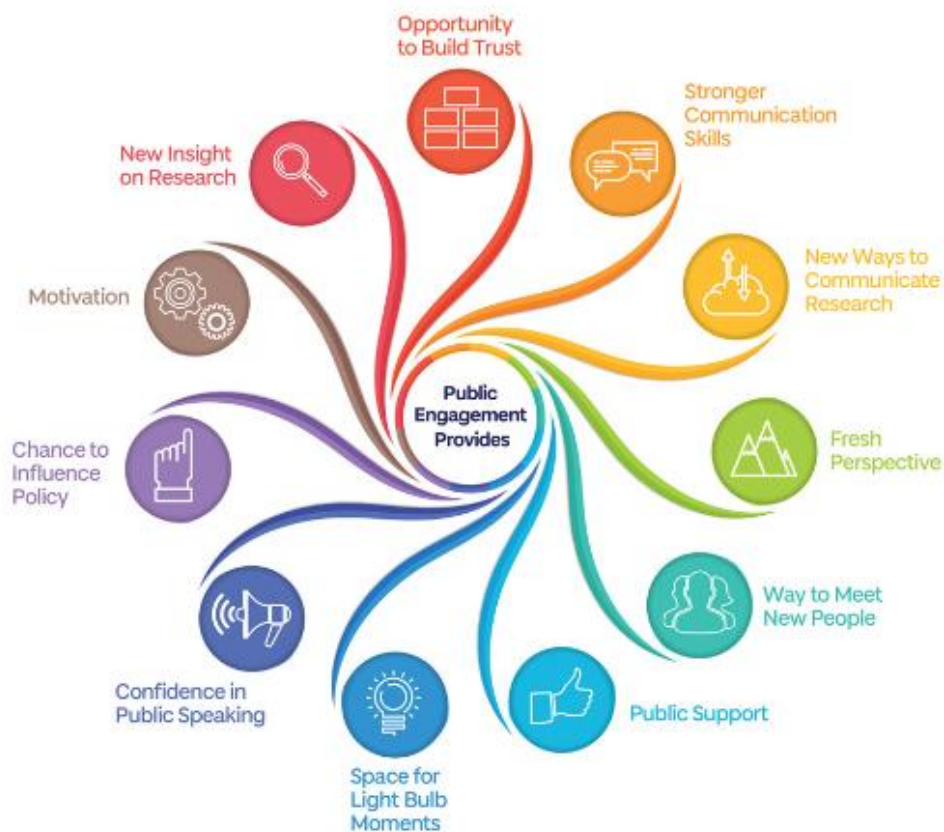 Opportunity
to Build Trust
Stronger
Communication
Skills
New Ways to
Communicate
Research
Fresh
Perspective
Way to Meet
New People
Public Support
Space for
Light Bulb
Moments
Confidence in
Public Speaking
Chance to
Influence
Policy
Motivation
New Insight
on Research
Public
Engagement
Provides